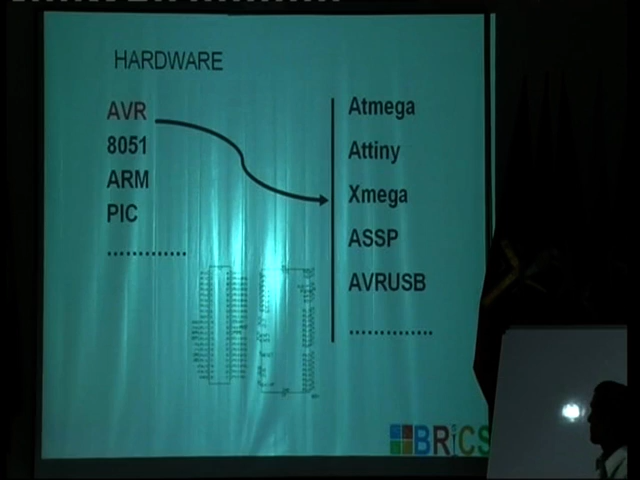 HARDWARE
AVR
8051
ARM
PIC
..................
Atmega
Attiny
Xmega
ASSP
AVRUSB
..................
BRiCS